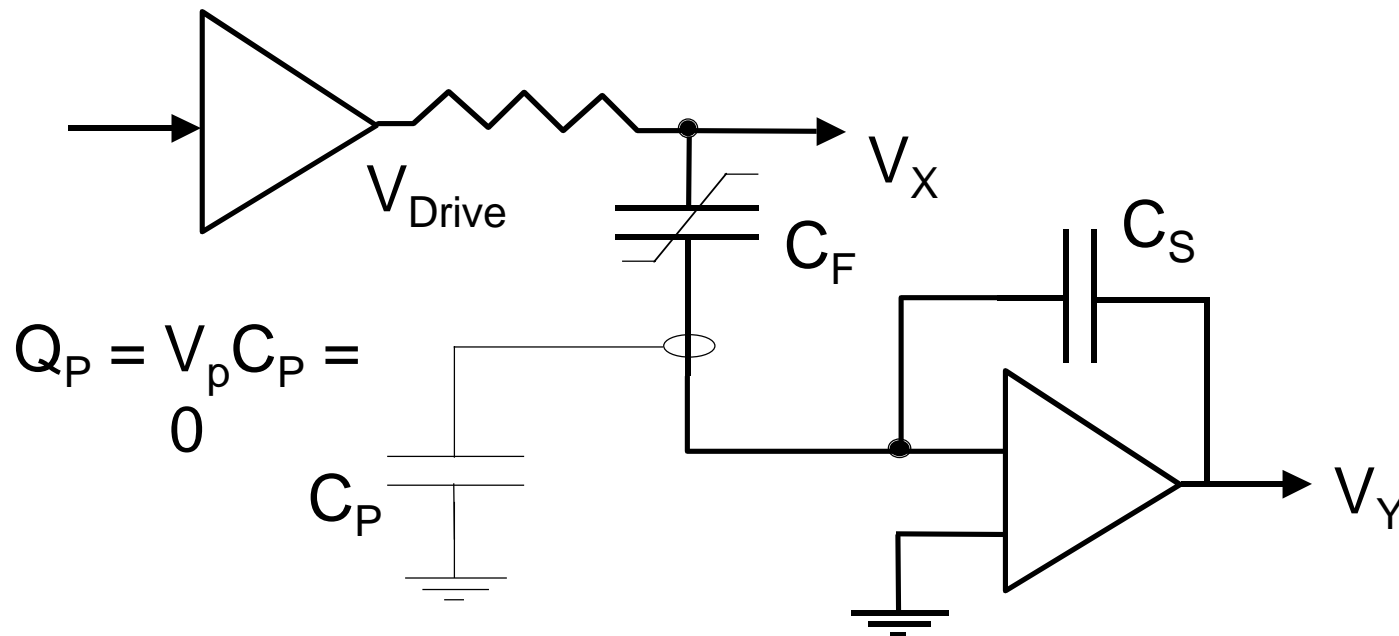 V_Drive
V_X
C_F
C_S
Q_P = V_pC_P =
0
C_P
V_Y